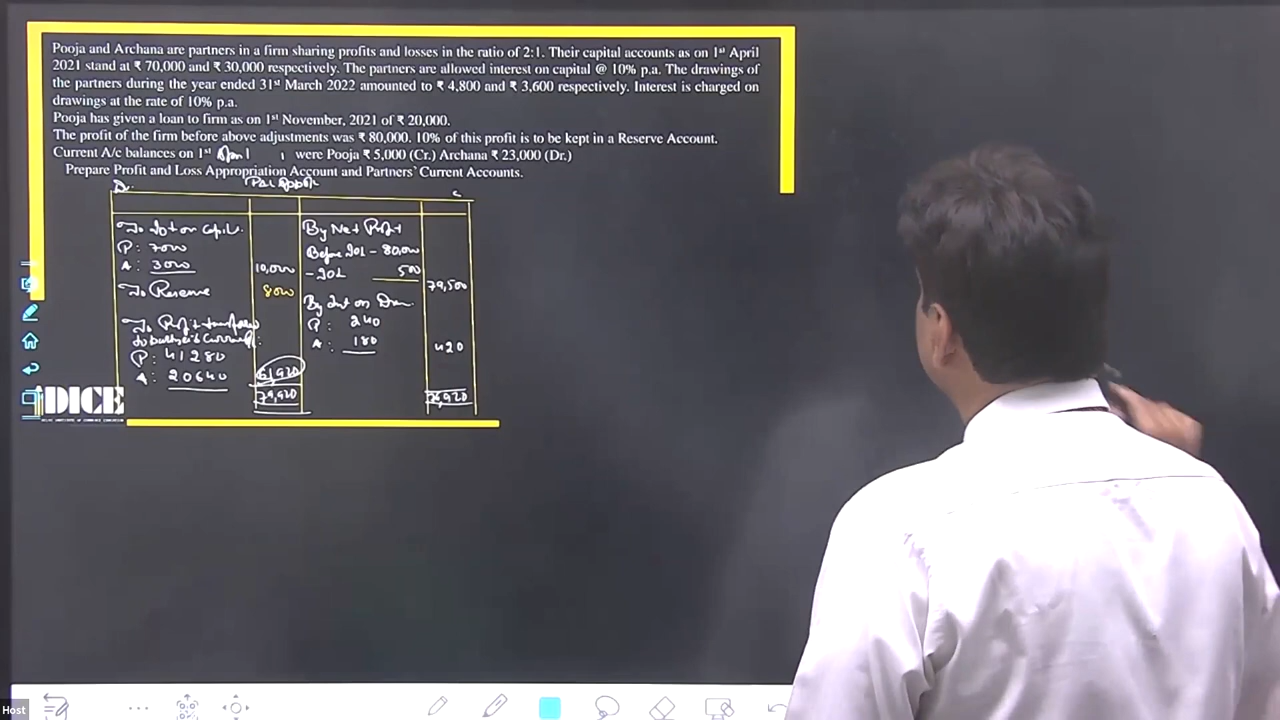 Pooja and Archana are partners in a firm sharing profits and losses in the ratio of 2:1. Their capital accounts as on 1st April
2021 stand at ₹ 70,000 and ₹ 30,000 respectively. The partners are allowed interest on capital @ 10% p.a. The drawings of
the partners during the year ended 31st March 2022 amounted to ₹ 4,800 and ₹ 3,600 respectively. Interest is charged on
drawings at the rate of 10% p.a.
Pooja has given a loan to firm as on 1st November, 2021 of ₹ 20,000.
The profit of the firm before above adjustments was ₹ 80,000. 10% of this profit is to be kept in a Reserve Account.
Current A/c balances on 1st April were Pooja ₹ 5,000 (Cr.) Archana ₹ 23,000 (Dr.)
Prepare Profit and Loss Appropriation Account and Partners' Current Accounts.
Dr.
To Int on Capi.
P: 7000
A: 3000 10,000
To Reserve 8000
To Profit
to Current
P: 41280
A: 20640 61,920
79,920
By Net Profit
Before IOL - 80,000
- IOL 500
79,500
By Int on Draw.
P: 240
A: 180
420
79,920
DICE
Host